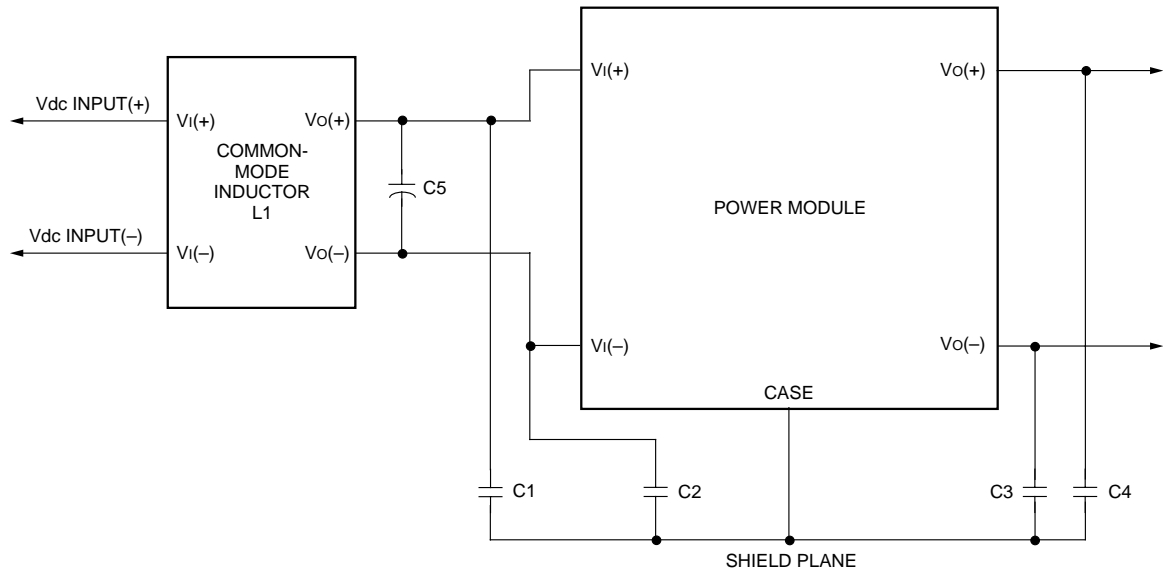 Vdc INPUT(+)
Vdc INPUT(–)
VI(+)
VO(+)
COMMON-
MODE
INDUCTOR
L1
VI(–)
VO(–)
C5
VI(+)
VO(+)
POWER MODULE
VI(–)
VO(–)
CASE
C1
C2
C3
C4
SHIELD PLANE